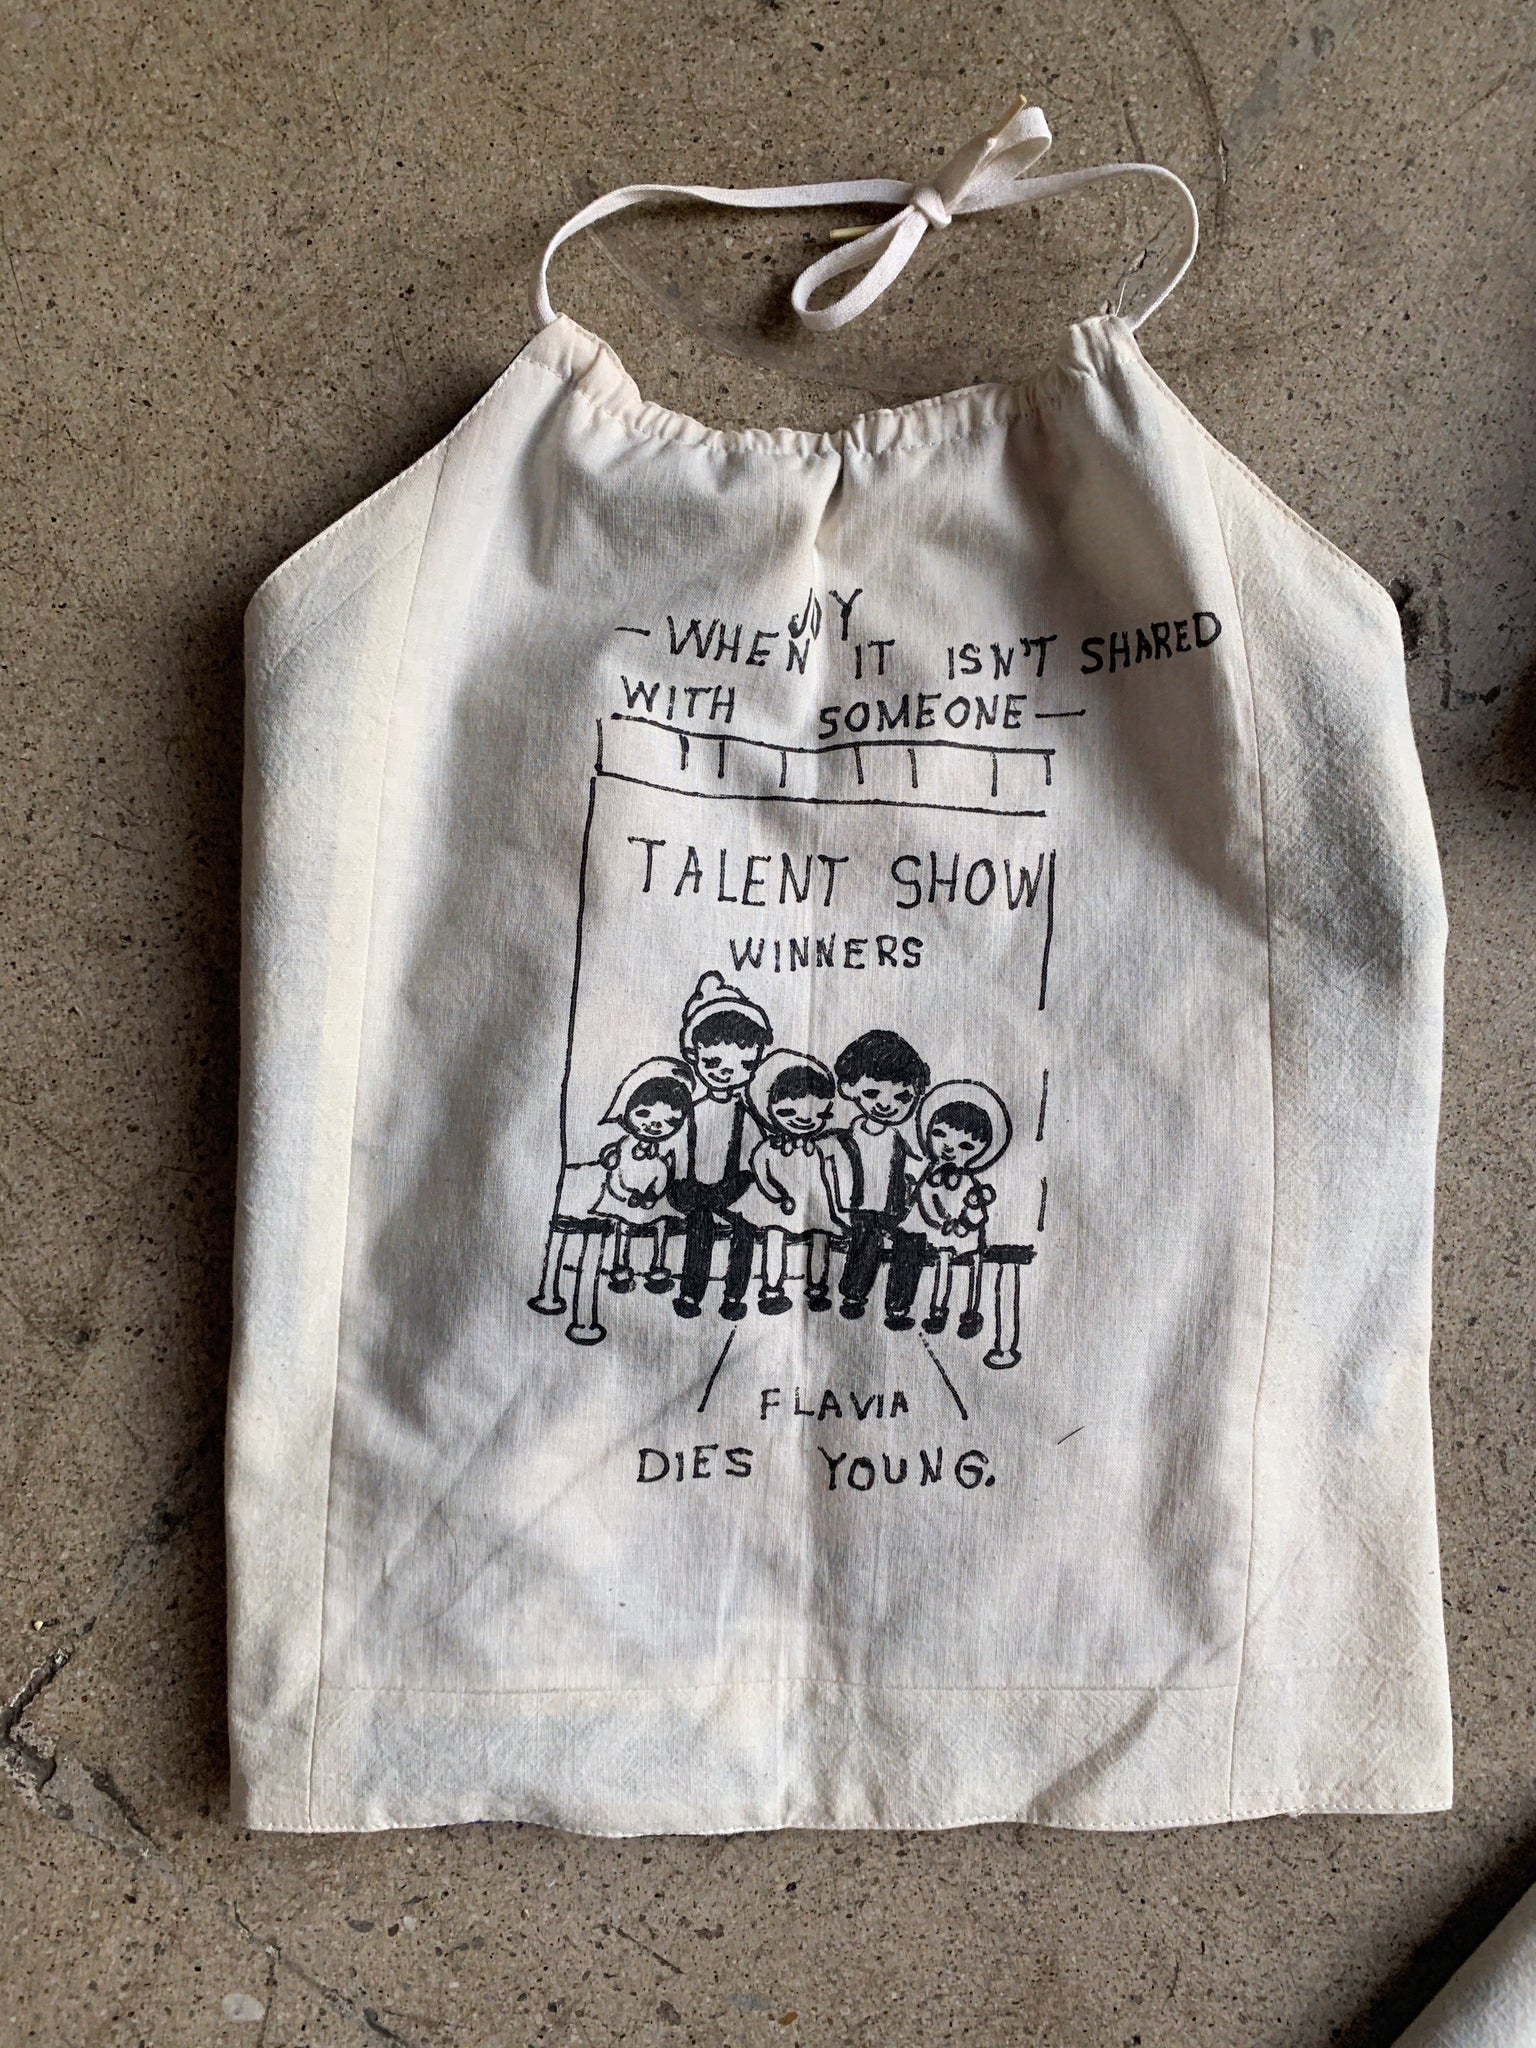 JOY
— WHEN IT ISN'T SHARED
WITH SOMEONE —
TALENT SHOW
WINNERS
FLAVIA
DIES YOUNG.